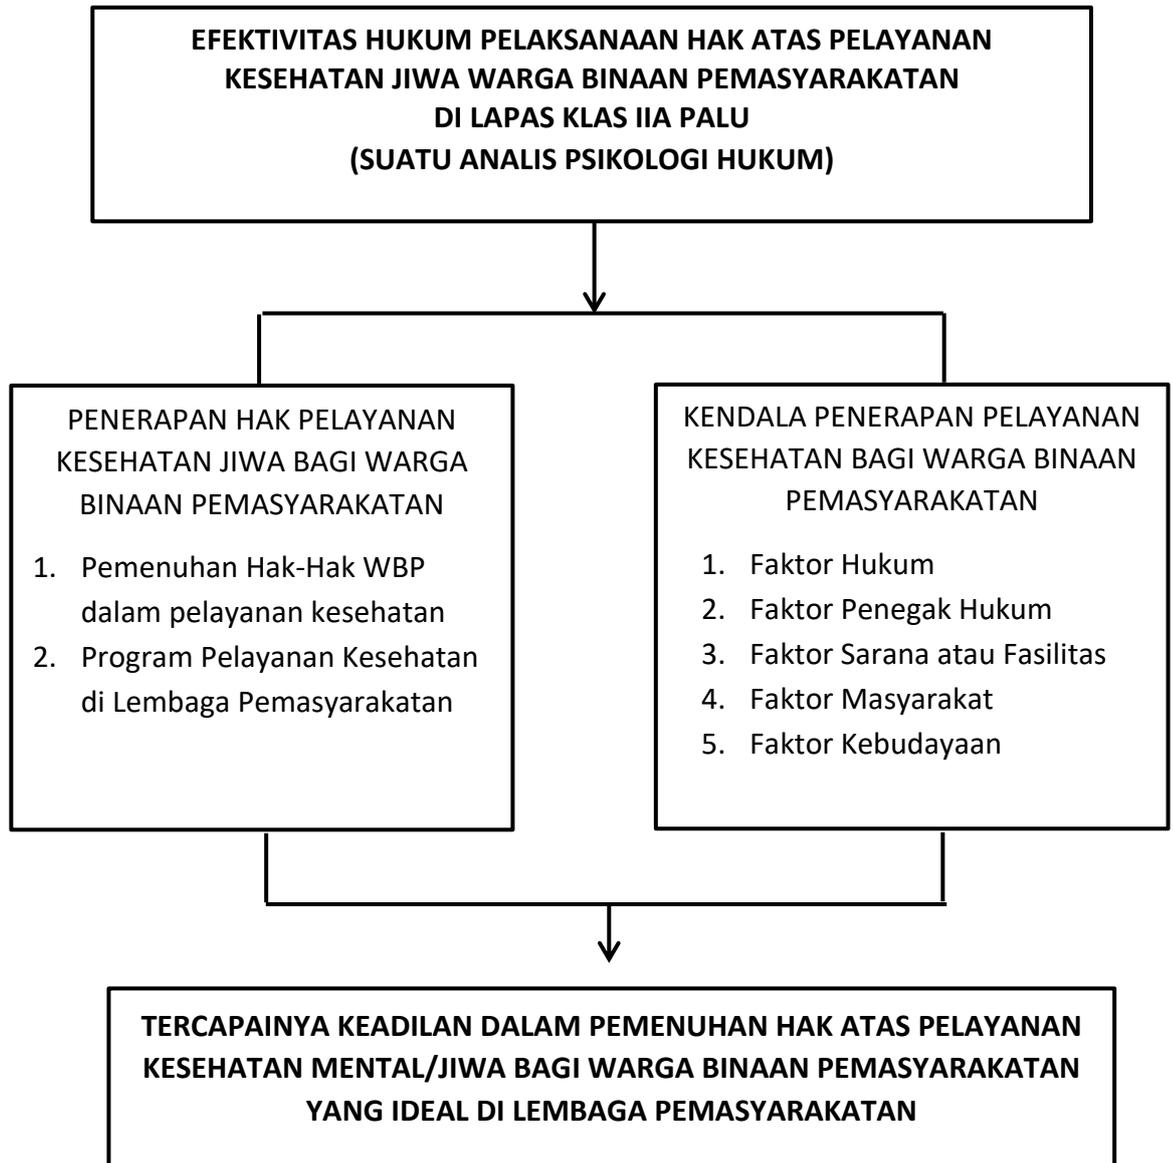 EFEKTIVITAS HUKUM PELAKSANAAN HAK ATAS PELAYANAN
KESEHATAN JIWA WARGA BINAAN PEMASYARAKATAN
DI LAPAS KLAS IIA PALU
(SUATU ANALIS PSIKOLOGI HUKUM)
PENERAPAN HAK PELAYANAN
KESEHATAN JIWA BAGI WARGA
BINAAN PEMASYARAKATAN
1. Pemenuhan Hak-Hak WBP
dalam pelayanan kesehatan
2. Program Pelayanan Kesehatan
di Lembaga Pemasyarakatan
KENDALA PENERAPAN PELAYANAN
KESEHATAN BAGI WARGA BINAAN
PEMASYARAKATAN
1. Faktor Hukum
2. Faktor Penegak Hukum
3. Faktor Sarana atau Fasilitas
4. Faktor Masyarakat
5. Faktor Kebudayaan
TERCAPAINYA KEADILAN DALAM PEMENUHAN HAK ATAS PELAYANAN
KESEHATAN MENTAL/JIWA BAGI WARGA BINAAN PEMASYARAKATAN
YANG IDEAL DI LEMBAGA PEMASYARAKATAN